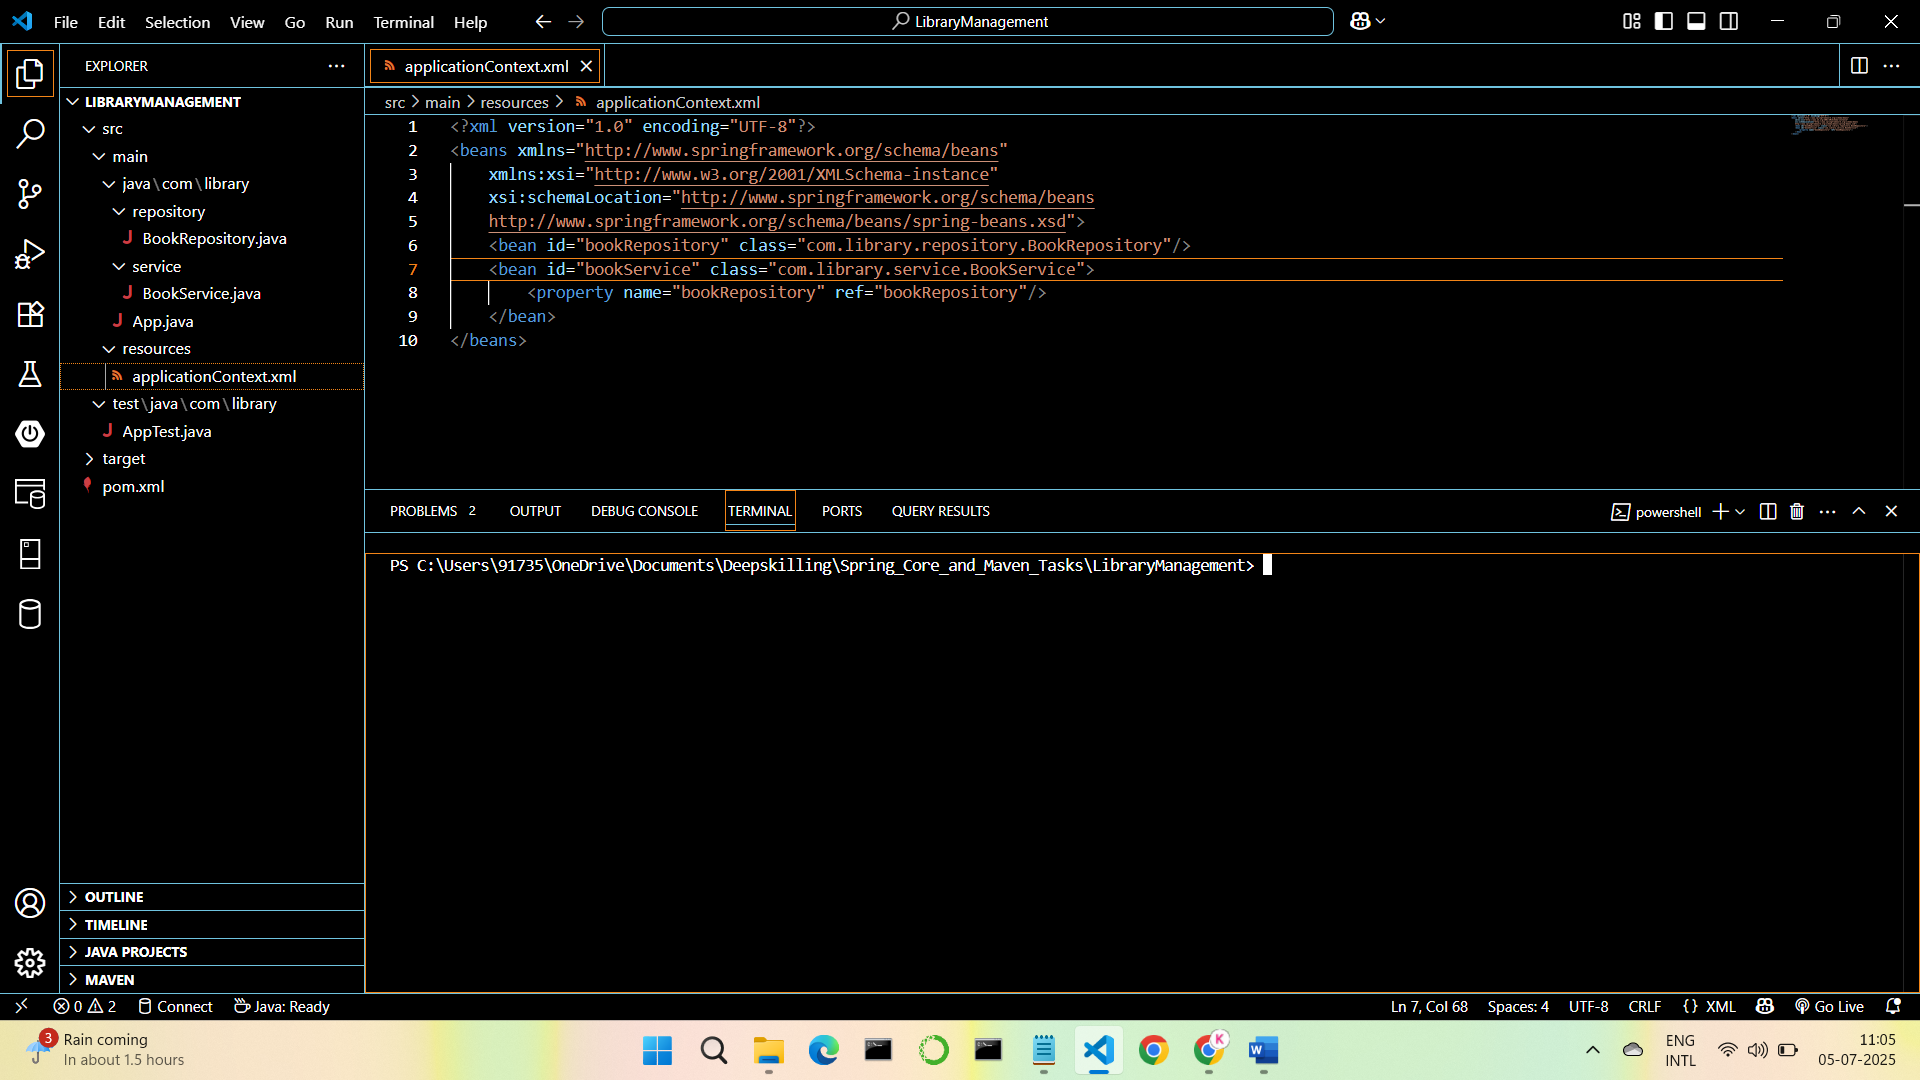 File Edit Selection View Go Run Terminal Help
LibraryManagement
EXPLORER
LIBRARYMANAGEMENT
src
main
java\com\library
repository
BookRepository.java
service
BookService.java
App.java
resources
applicationContext.xml
test\java\com\library
AppTest.java
target
pom.xml
OUTLINE
TIMELINE
JAVA PROJECTS
MAVEN
applicationContext.xml
src > main > resources > applicationContext.xml
1 <?xml version="1.0" encoding="UTF-8"?>
2 <beans xmlns="http://www.springframework.org/schema/beans"
3 xmlns:xsi="http://www.w3.org/2001/XMLSchema-instance"
4 xsi:schemaLocation="http://www.springframework.org/schema/beans
5 http://www.springframework.org/schema/beans/spring-beans.xsd">
6 <bean id="bookRepository" class="com.library.repository.BookRepository"/>
7 <bean id="bookService" class="com.library.service.BookService">
8 <property name="bookRepository" ref="bookRepository"/>
9 </bean>
10 </beans>
PROBLEMS 2 OUTPUT DEBUG CONSOLE TERMINAL PORTS QUERY RESULTS
powershell
PS C:\Users\91735\OneDrive\Documents\Deepskilling\Spring_Core_and_Maven_Tasks\LibraryManagement>
0 2 Connect Java: Ready
Ln 7, Col 68 Spaces: 4 UTF-8 CRLF {} XML Go Live
3
Rain coming
In about 1.5 hours
K
W
ENG
INTL
11:05
05-07-2025